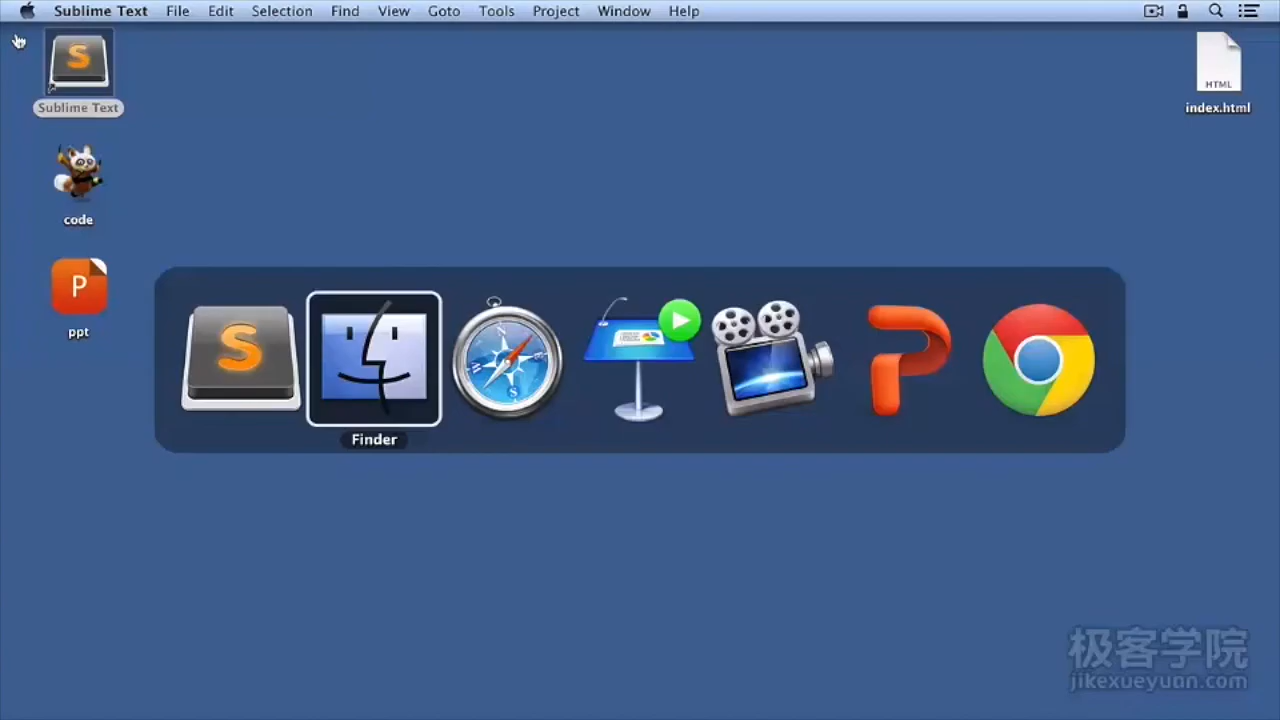 Sublime Text File Edit Selection Find View Goto Tools Project Window Help
S
Sublime Text
HTML
index.html
code
P
ppt
S
N
S
Finder
极客学院
jikexueyuan.com